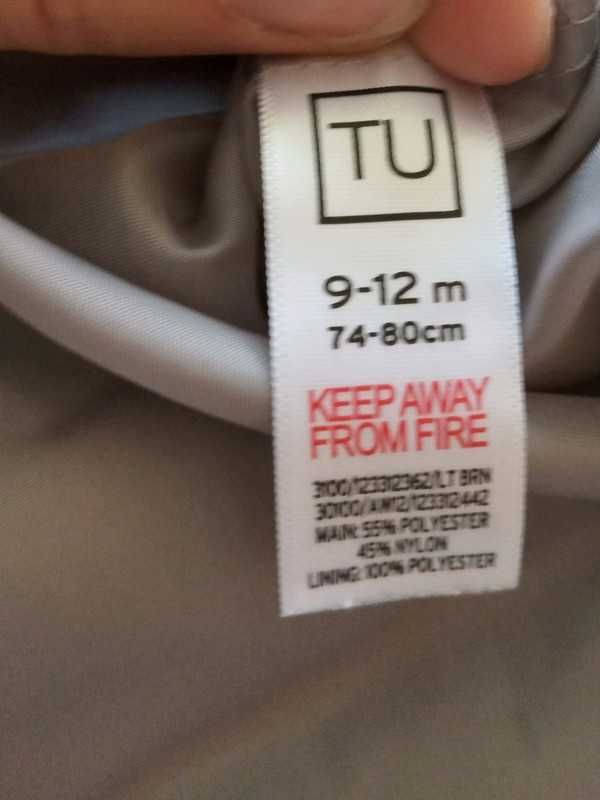 TU
9-12 m
74-80cm
KEEP AWAY
FROM FIRE
3100/123312362/LT BRN
30100/AW12/123312442
MAIN: 55% POLYESTER
45% NYLON
LINING: 100% POLYESTER